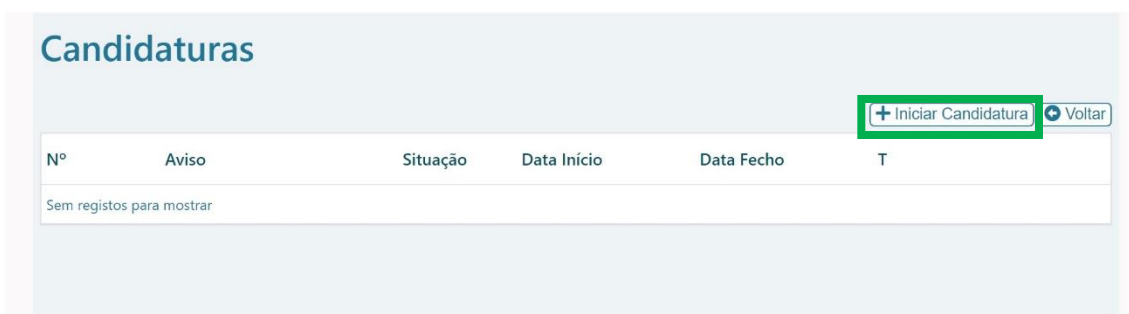 Candidaturas
Iniciar Candidatura Voltar
Nº Aviso Situação Data Início Data Fecho T
Sem registos para mostrar